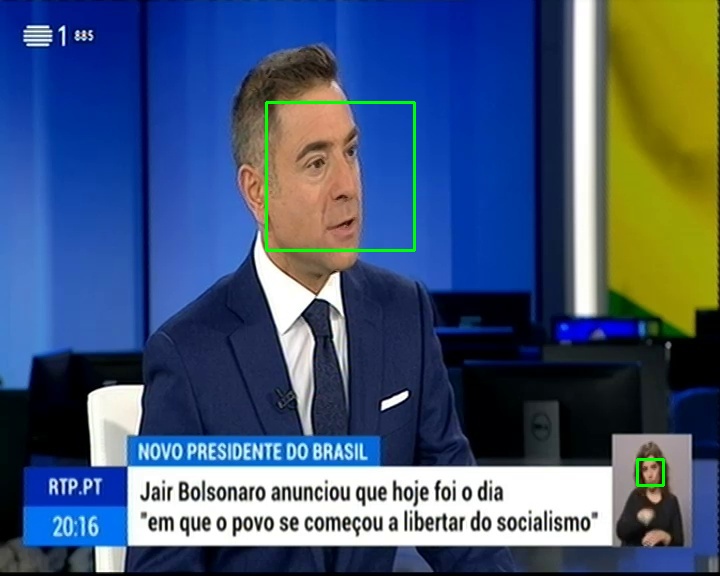 1 885
NOVO PRESIDENTE DO BRASIL
RTP.PT
Jair Bolsonaro anunciou que hoje foi o dia
"em que o povo se começou a libertar do socialismo"
20:16
DELL